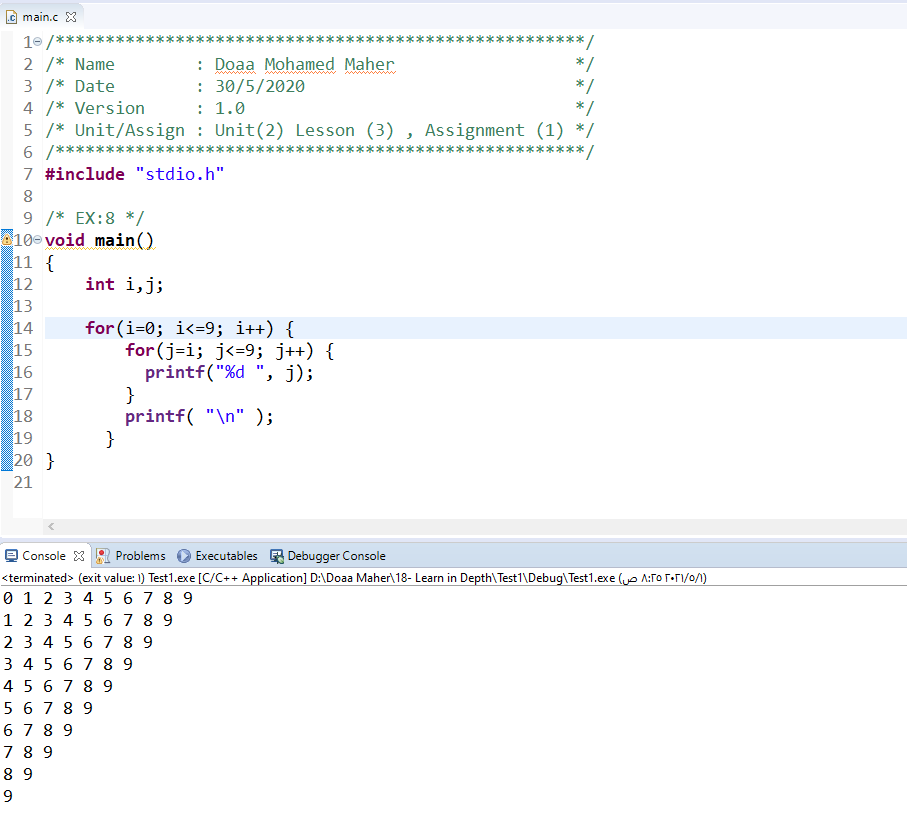 main.c
1 /*****************************************************/
2 /* Name        : Doaa Mohamed Maher                  */
3 /* Date        : 30/5/2020                           */
4 /* Version     : 1.0                                 */
5 /* Unit/Assign : Unit(2) Lesson (3) , Assignment (1) */
6 /*****************************************************/
7 #include "stdio.h"
8
9 /* EX:8 */
10 void main()
11 {
12     int i,j;
13
14     for(i=0; i<=9; i++) {
15         for(j=i; j<=9; j++) {
16           printf("%d ", j);
17         }
18         printf( "\n" );
19       }
20 }
21
Console Problems Executables Debugger Console
<terminated> (exit value: ١) Test1.exe [C/C++ Application] D:\Doaa Maher\18- Learn in Depth\Test1\Debug\Test1.exe (٢٠٢١/٥/١ ٨:٢٥ ص)
0 1 2 3 4 5 6 7 8 9
1 2 3 4 5 6 7 8 9
2 3 4 5 6 7 8 9
3 4 5 6 7 8 9
4 5 6 7 8 9
5 6 7 8 9
6 7 8 9
7 8 9
8 9
9